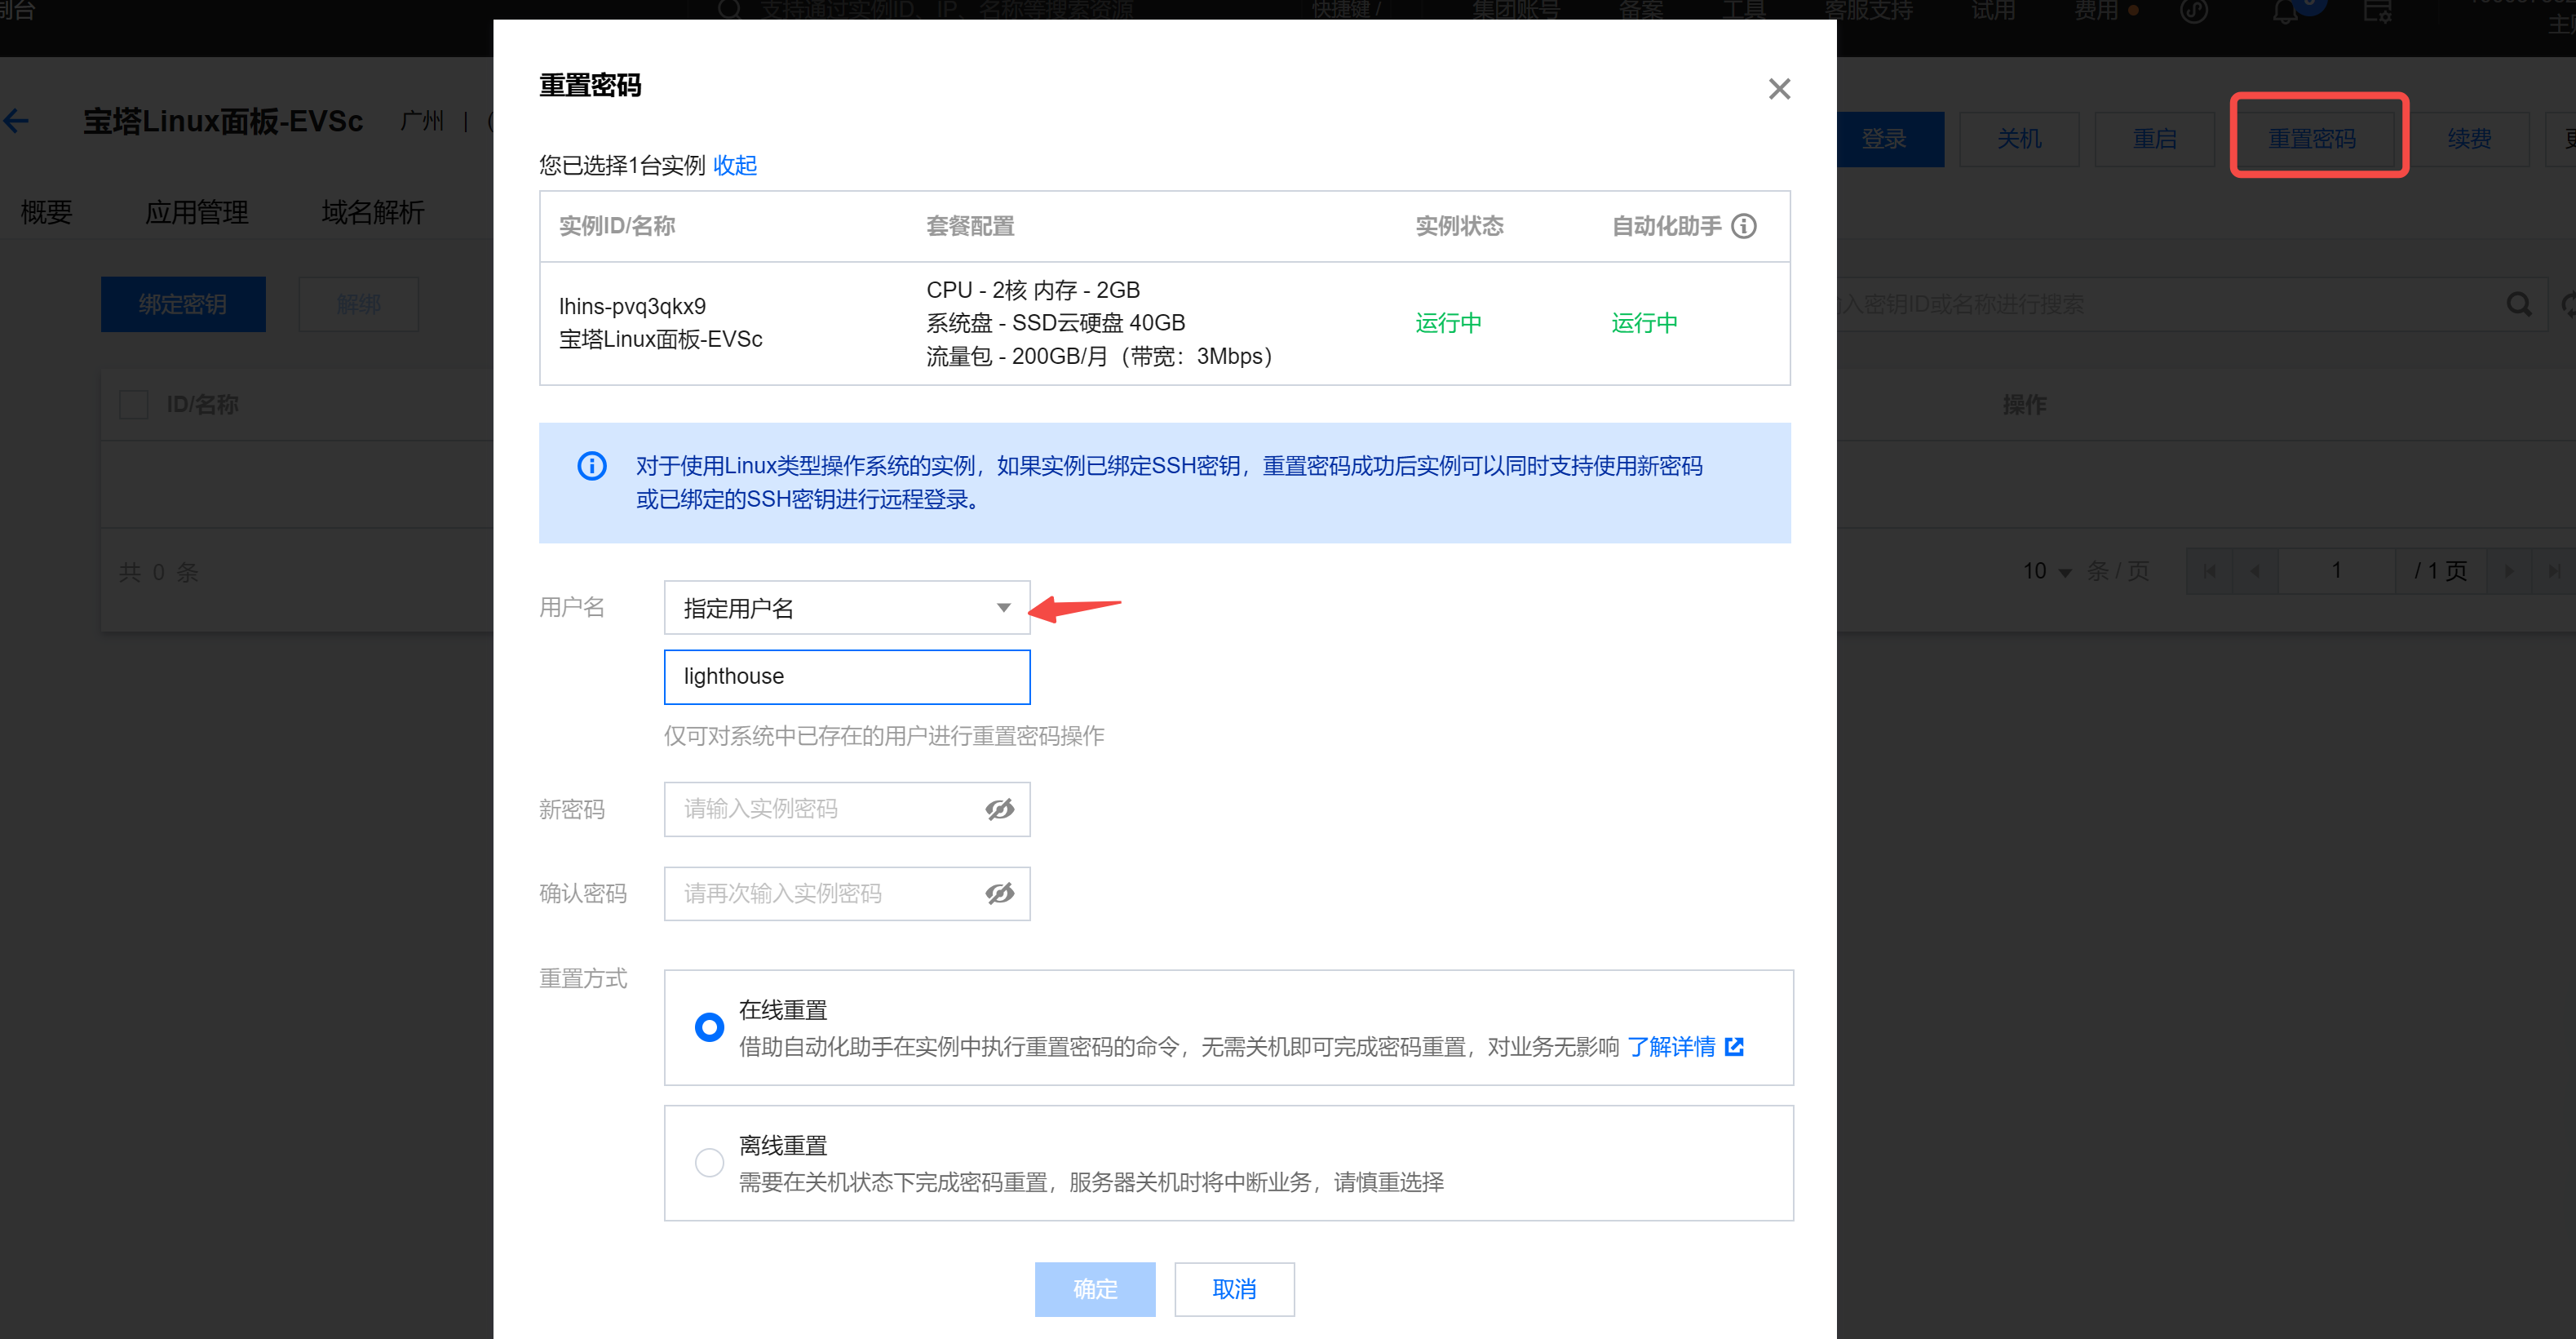 制台
支持通过实例ID、IP、名称等搜索资源
快捷键 /
集团账号
备案
工具
客服支持
试用
费用
宝塔Linux面板-EVSc
广州
登录
关机
重启
重置密码
续费
概要
应用管理
域名解析
绑定密钥
解绑
入密钥ID或名称进行搜索
ID/名称
操作
共 0 条
10
条 / 页
1
/ 1 页
重置密码
您已选择1台实例 收起
实例ID/名称
套餐配置
实例状态
自动化助手
lhins-pvq3qkx9
宝塔Linux面板-EVSc
CPU - 2核 内存 - 2GB
系统盘 - SSD云硬盘 40GB
流量包 - 200GB/月（带宽：3Mbps）
运行中
运行中
对于使用Linux类型操作系统的实例，如果实例已绑定SSH密钥，重置密码成功后实例可以同时支持使用新密码
或已绑定的SSH密钥进行远程登录。
用户名
指定用户名
lighthouse
仅可对系统中已存在的用户进行重置密码操作
新密码
请输入实例密码
确认密码
请再次输入实例密码
重置方式
在线重置
借助自动化助手在实例中执行重置密码的命令，无需关机即可完成密码重置，对业务无影响 了解详情
离线重置
需要在关机状态下完成密码重置，服务器关机时将中断业务，请慎重选择
确定
取消